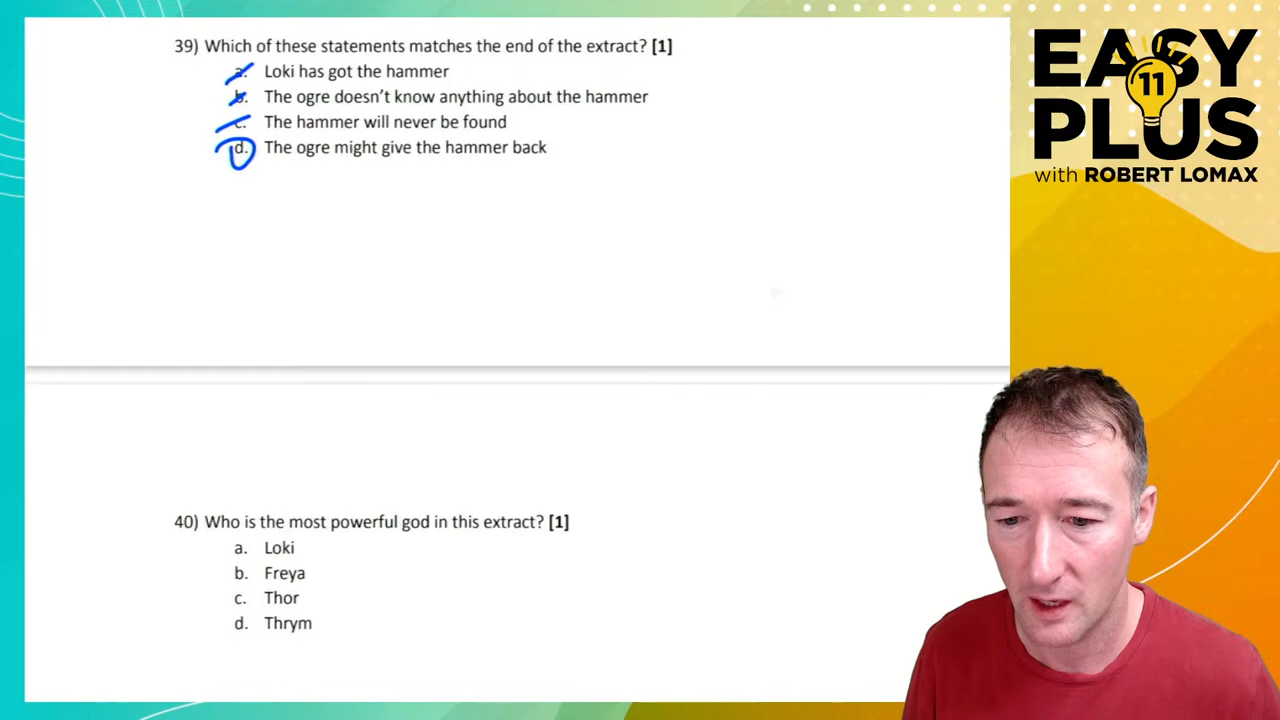 39) Which of these statements matches the end of the extract? [1]
a. Loki has got the hammer
b. The ogre doesn't know anything about the hammer
c. The hammer will never be found
d. The ogre might give the hammer back
40) Who is the most powerful god in this extract? [1]
a. Loki
b. Freya
c. Thor
d. Thrym
EASY
11
PLUS
with ROBERT LOMAX